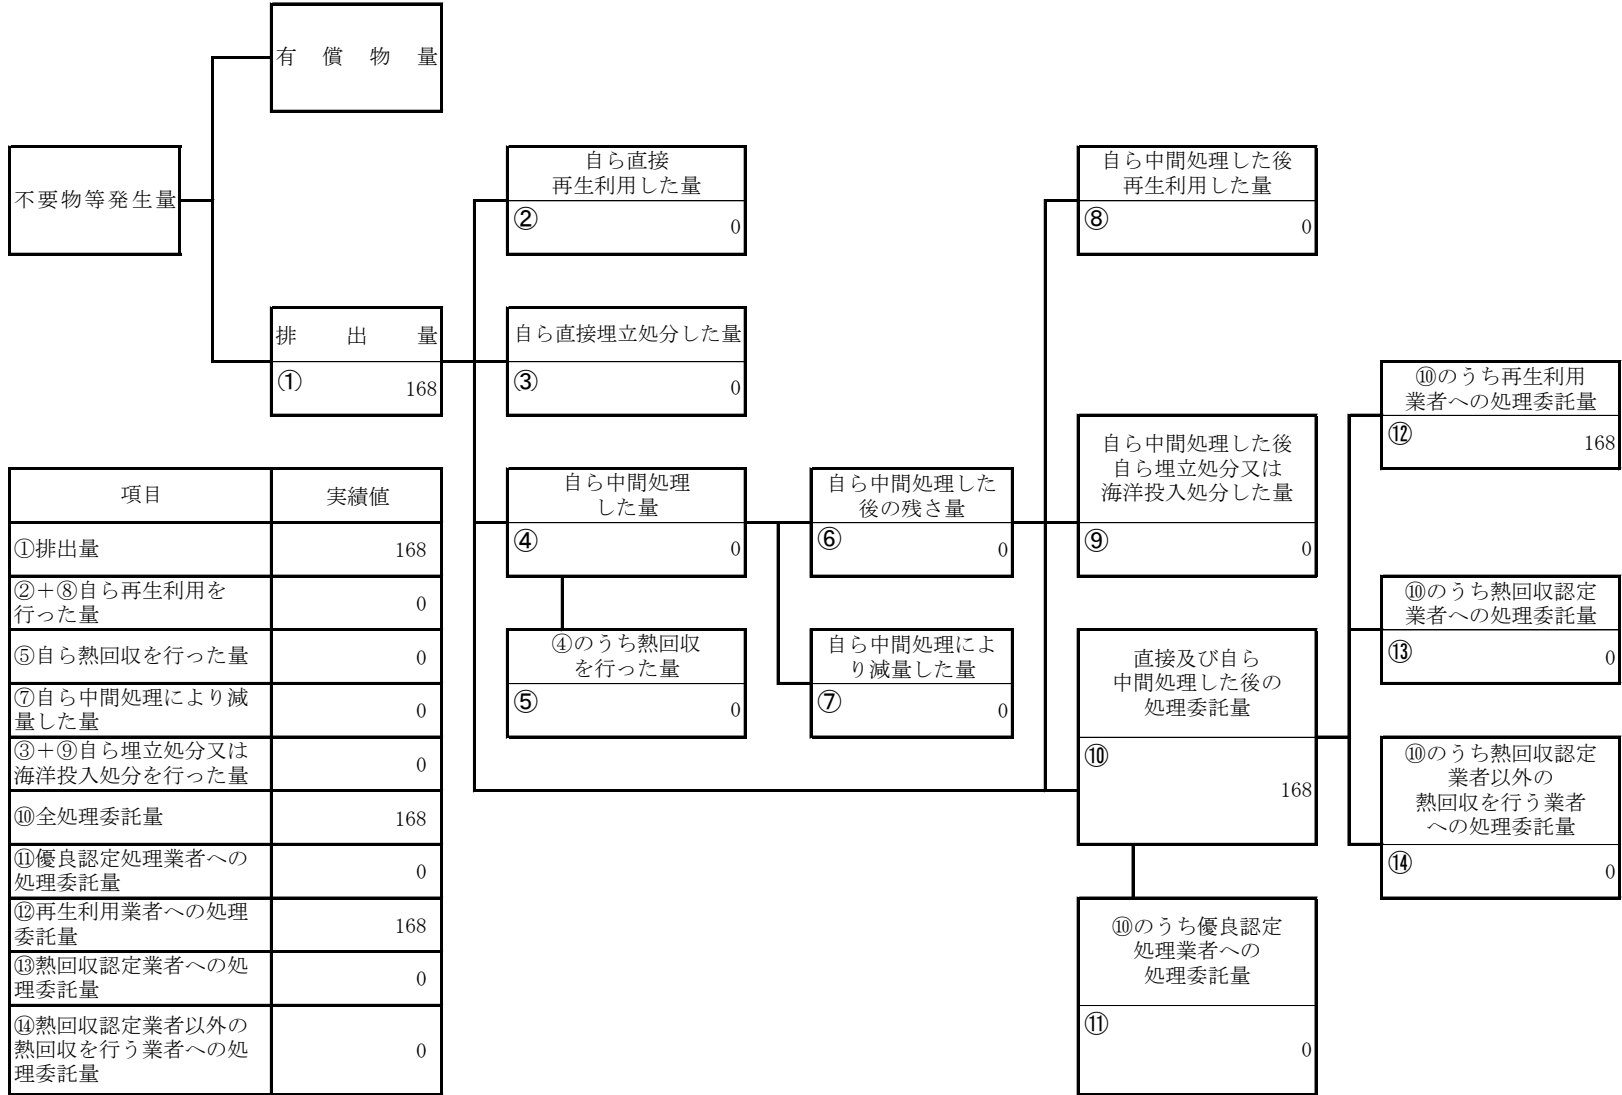 有償物量
不要物等発生量
排出量
① 168
自ら直接
再生利用した量
② 0
自ら直接埋立処分した量
③ 0
自ら中間処理
した量
④ 0
④のうち熱回収
を行った量
⑤ 0
自ら中間処理した
後の残さ量
⑥ 0
自ら中間処理によ
り減量した量
⑦ 0
自ら中間処理した後
再生利用した量
⑧ 0
自ら中間処理した後
自ら埋立処分又は
海洋投入処分した量
⑨ 0
直接及び自ら
中間処理した後の
処理委託量
⑩
168
⑩のうち優良認定
処理業者への
処理委託量
⑪
0
⑩のうち再生利用
業者への処理委託量
⑫ 168
⑩のうち熱回収認定
業者への処理委託量
⑬ 0
⑩のうち熱回収認定
業者以外の
熱回収を行う業者
への処理委託量
⑭ 0
項目 実績値
①排出量 168
②＋⑧自ら再生利用を
行った量 0
⑤自ら熱回収を行った量 0
⑦自ら中間処理により減
量した量 0
③＋⑨自ら埋立処分又は
海洋投入処分を行った量 0
⑩全処理委託量 168
⑪優良認定処理業者への
処理委託量 0
⑫再生利用業者への処理
委託量 168
⑬熱回収認定業者への処
理委託量 0
⑭熱回収認定業者以外の
熱回収を行う業者への処 0
理委託量